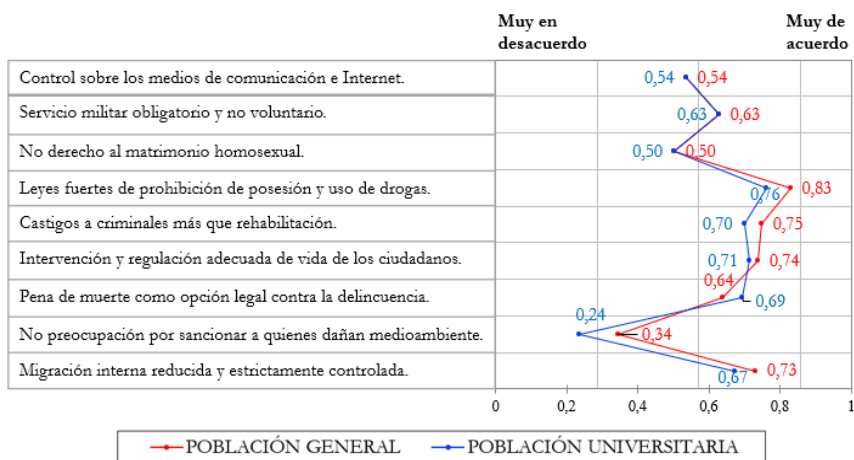 Muy en desacuerdo
Muy de acuerdo
Control sobre los medios de comunicación e Internet.
0,54 0,54
Servicio militar obligatorio y no voluntario.
0,63 0,63
No derecho al matrimonio homosexual.
0,50 0,50
Leyes fuertes de prohibición de posesión y uso de drogas.
0,76 0,83
Castigos a criminales más que rehabilitación.
0,70 0,75
Intervención y regulación adecuada de vida de los ciudadanos.
0,71 0,74
Pena de muerte como opción legal contra la delincuencia.
0,64 0,69
No preocupación por sancionar a quienes dañan medioambiente.
0,24 0,34
Migración interna reducida y estrictamente controlada.
0,67 0,73
0 0,2 0,4 0,6 0,8 1
POBLACIÓN GENERAL POBLACIÓN UNIVERSITARIA